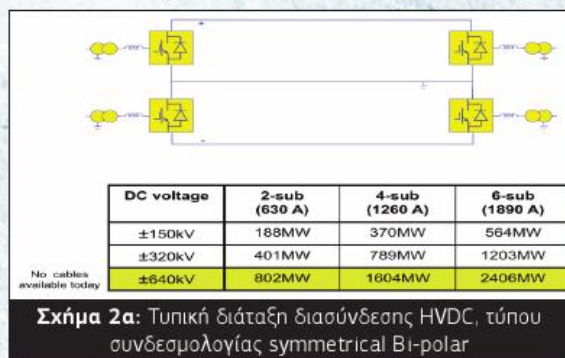 +
-
DC voltage 2-sub (630 A) 4-sub (1260 A) 6-sub (1890 A)
±150kV 188MW 370MW 564MW
±320kV 401MW 789MW 1203MW
No cables available today ±640kV 802MW 1604MW 2406MW
Σχήμα 2α: Τυπική διάταξη διασύνδεσης HVDC, τύπου
συνδεσμολογίας symmetrical Bi-polar